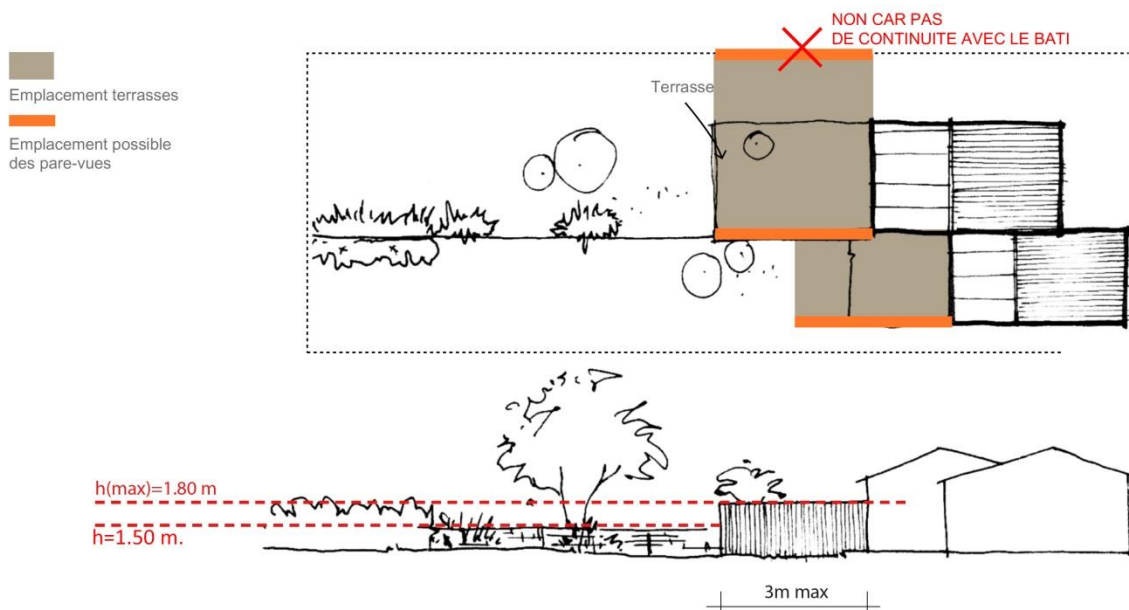 NON CAR PAS
DE CONTINUITE AVEC LE BATI
Emplacement terrasses
Terrasse
Emplacement possible
des pare-vues
h(max)=1.80 m
h=1.50 m.
3m max